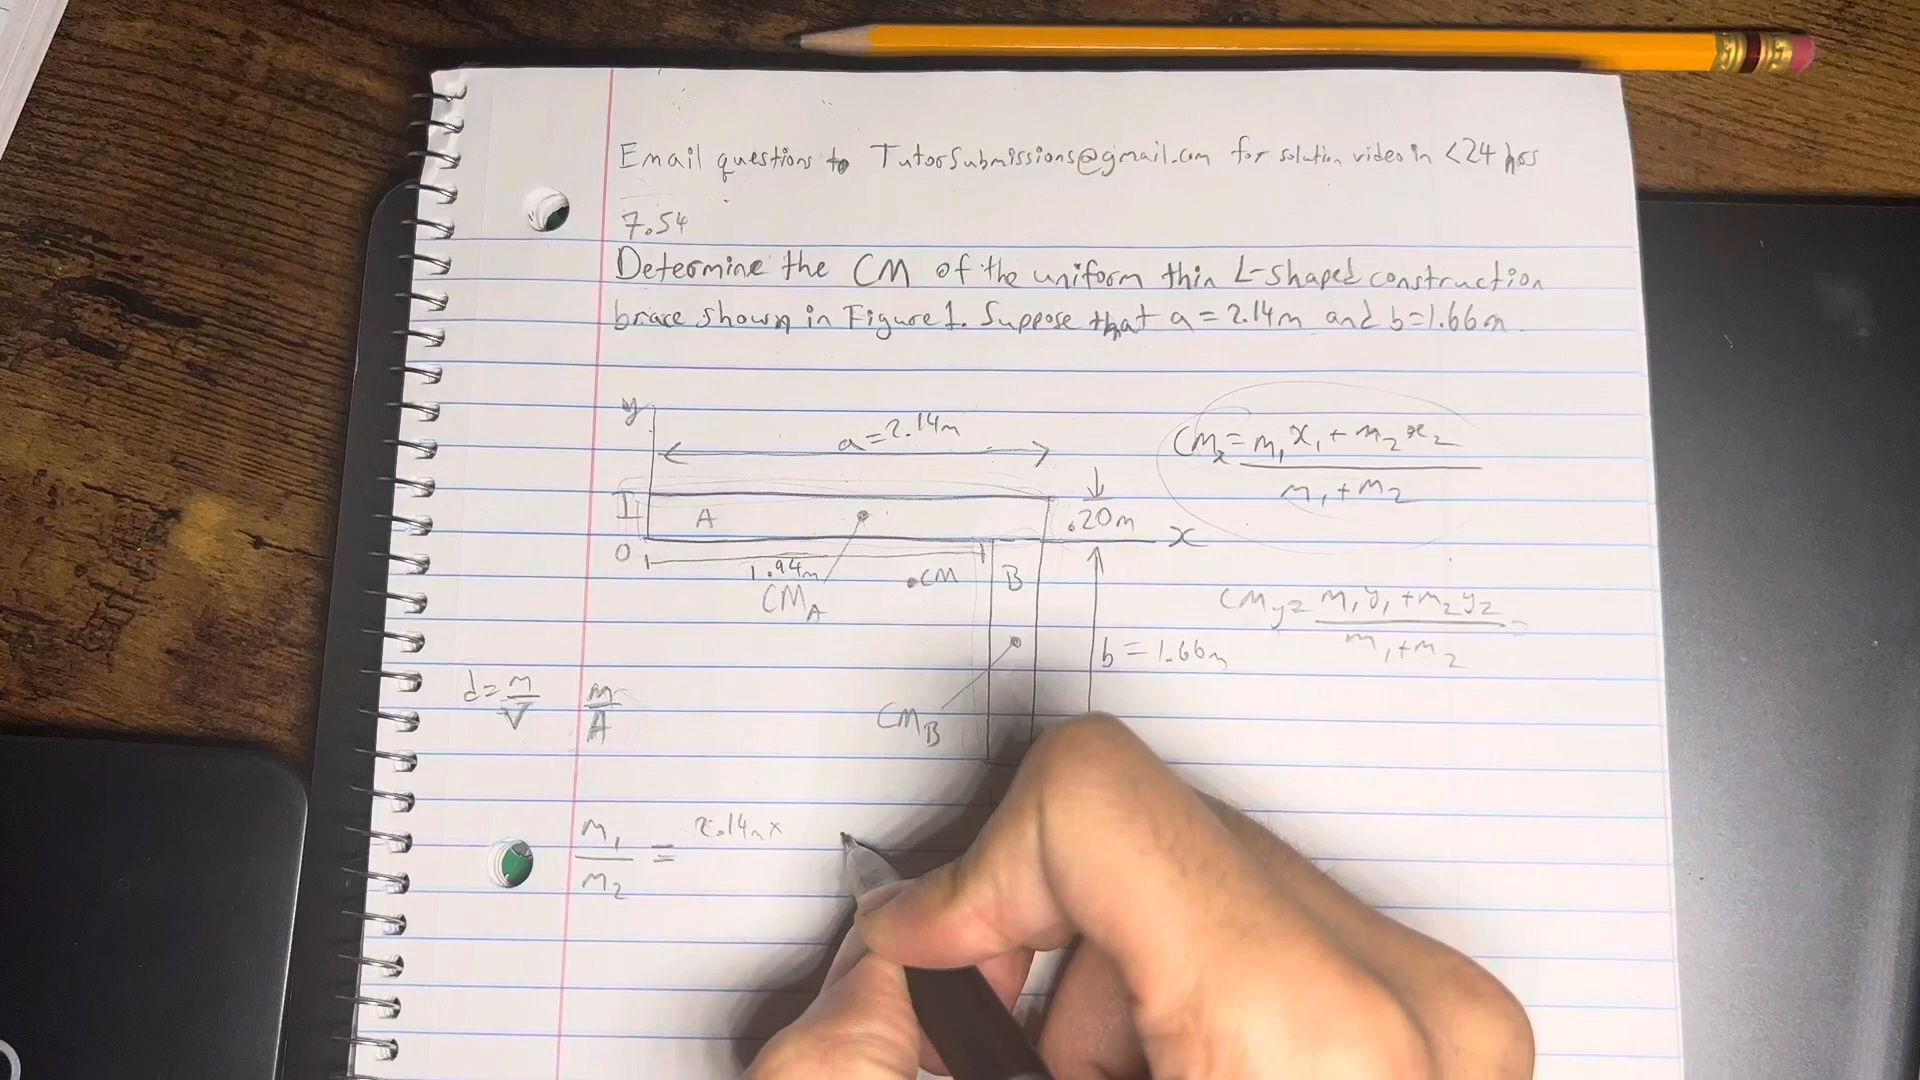 Email questions to TutorSubmissions@gmail.com for solution video in <24 hrs
7.54
Determine the CM of the uniform thin L-shaped construction
brace shown in Figure 1. Suppose that a = 2.14m and b=1.66m.
y
a = 2.14m
CMx = m1x1 + m2x2
m1 + m2
A
.20m
x
0
1.94m
.CM
B
CMA
CMy = m1y1 + m2y2
m1 + m2
b = 1.66m
d = m
V
m
A
CMB
m1
m2
=
2.14m x